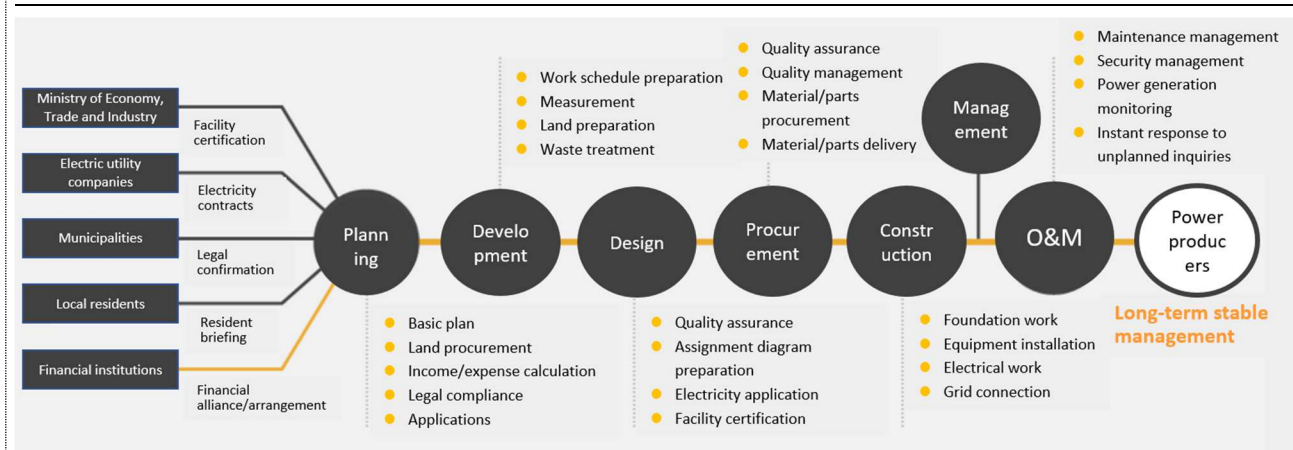 Ministry of Economy,
Trade and Industry
Facility
certification
Electric utility
companies
Electricity
contracts
Municipalities
Legal
confirmation
Local residents
Resident
briefing
Financial institutions
Financial
alliance/arrangement
Plann
ing
Basic plan
Land procurement
Income/expense calculation
Legal compliance
Applications
Develo
pment
Work schedule preparation
Measurement
Land preparation
Waste treatment
Design
Quality assurance
Assignment diagram
preparation
Electricity application
Facility certification
Procur
ement
Quality assurance
Quality management
Material/parts
procurement
Material/parts delivery
Constr
uction
Foundation work
Equipment installation
Electrical work
Grid connection
Manag
ement
O&M
Maintenance management
Security management
Power generation
monitoring
Instant response to
unplanned inquiries
Power
produc
ers
Long-term stable
management